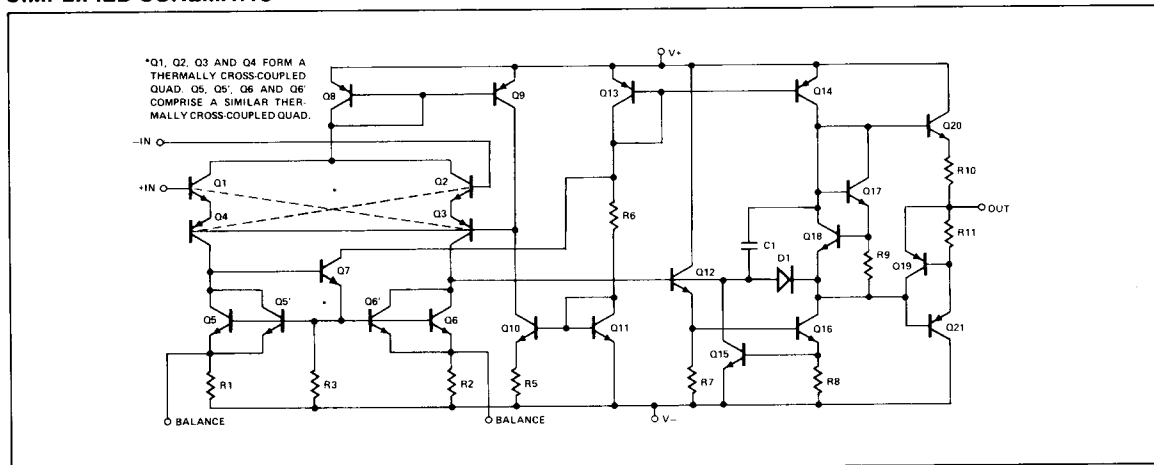 *Q1, Q2, Q3 AND Q4 FORM A
THERMALLY CROSS-COUPLED
QUAD. Q5, Q5', Q6 AND Q6'
COMPRISE A SIMILAR THER-
MALLY CROSS-COUPLED QUAD.
V+
Q8
Q9
Q13
Q14
Q20
-IN
+IN
Q1
Q2
Q17
R10
Q4
Q3
R6
OUT
C1
Q18
R11
D1
R9
Q19
Q7
Q12
Q5
Q5'
Q6'
Q6
Q10
Q11
Q16
Q21
Q15
R1
R3
R2
R5
R7
R8
BALANCE
BALANCE
V-